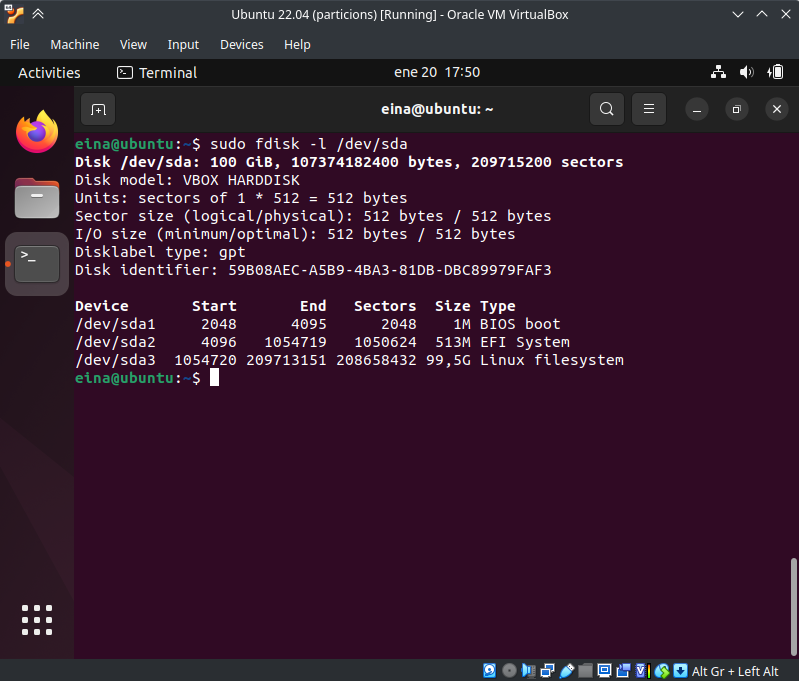 Ubuntu 22.04 (particions) [Running] - Oracle VM VirtualBox
File Machine View Input Devices Help
Activities Terminal ene 20 17:50
eina@ubuntu: ~
eina@ubuntu:~$ sudo fdisk -l /dev/sda
Disk /dev/sda: 100 GiB, 107374182400 bytes, 209715200 sectors
Disk model: VBOX HARDDISK
Units: sectors of 1 * 512 = 512 bytes
Sector size (logical/physical): 512 bytes / 512 bytes
I/O size (minimum/optimal): 512 bytes / 512 bytes
Disklabel type: gpt
Disk identifier: 59B08AEC-A5B9-4BA3-81DB-DBC89979FAF3
Device Start End Sectors Size Type
/dev/sda1 2048 4095 2048 1M BIOS boot
/dev/sda2 4096 1054719 1050624 513M EFI System
/dev/sda3 1054720 209713151 208658432 99,5G Linux filesystem
eina@ubuntu:~$
Alt Gr + Left Alt